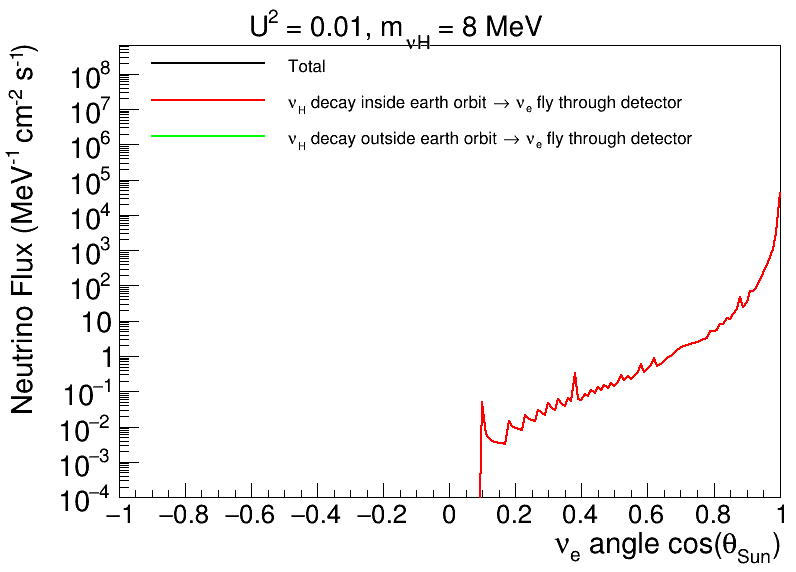 U² = 0.01, m_νH = 8 MeV
Total
ν_H decay inside earth orbit → ν_e fly through detector
ν_H decay outside earth orbit → ν_e fly through detector
Neutrino Flux (MeV⁻¹ cm⁻² s⁻¹)
10⁸
10⁷
10⁶
10⁵
10⁴
10³
10²
10
1
10⁻¹
10⁻²
10⁻³
10⁻⁴
−1 −0.8 −0.6 −0.4 −0.2 0 0.2 0.4 0.6 0.8 1
ν_e angle cos(θ_Sun)